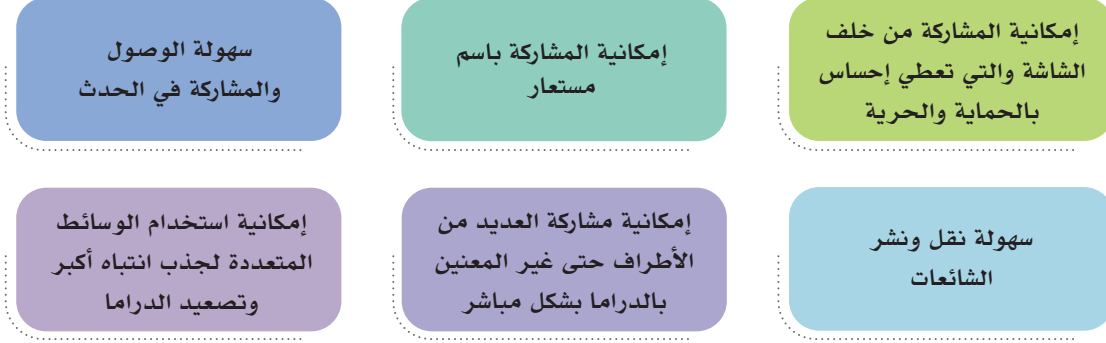 إمكانية المشاركة من خلف
الشاشة والتي تعطي إحساس
بالحماية والحرية
إمكانية المشاركة باسم
مستعار
سهولة الوصول
والمشاركة في الحدث
سهولة نقل ونشر
الشائعات
إمكانية مشاركة العديد من
الأطراف حتى غير المعنين
بالدراما بشكل مباشر
إمكانية استخدام الوسائط
المتعددة لجذب انتباه أكبر
وتصعيد الدراما